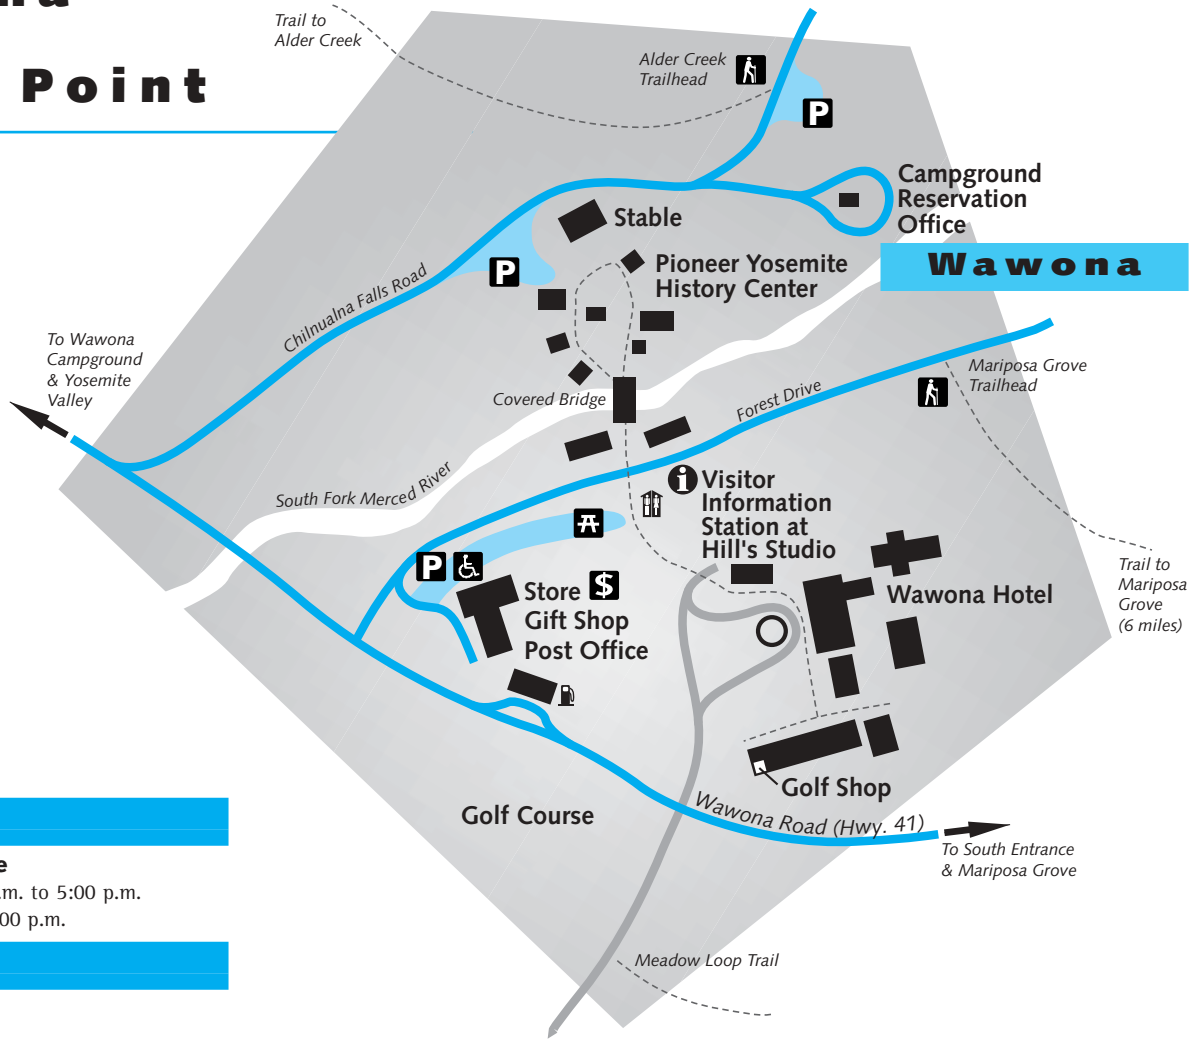 Point
Trail to
Alder Creek
Alder Creek
Trailhead
P
Campground
Reservation
Office
Stable
Wawona
Pioneer Yosemite
History Center
P
Chilnualna Falls Road
To Wawona
Campground
& Yosemite
Valley
Mariposa Grove
Trailhead
Covered Bridge
Forest Drive
South Fork Merced River
i Visitor
Information
Station at
Hill's Studio
P
Store $
Gift Shop
Post Office
Wawona Hotel
Trail to
Mariposa
Grove
(6 miles)
Golf Shop
Golf Course
Wawona Road (Hwy. 41)
To South Entrance
& Mariposa Grove
e
.m. to 5:00 p.m.
00 p.m.
Meadow Loop Trail